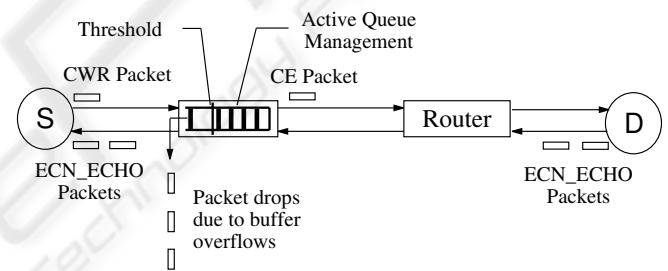 Threshold
Active Queue
Management
CWR Packet
CE Packet
S
Router
D
ECN_ECHO
Packets
Packet drops
due to buffer
overflows
ECN_ECHO
Packets
Technology